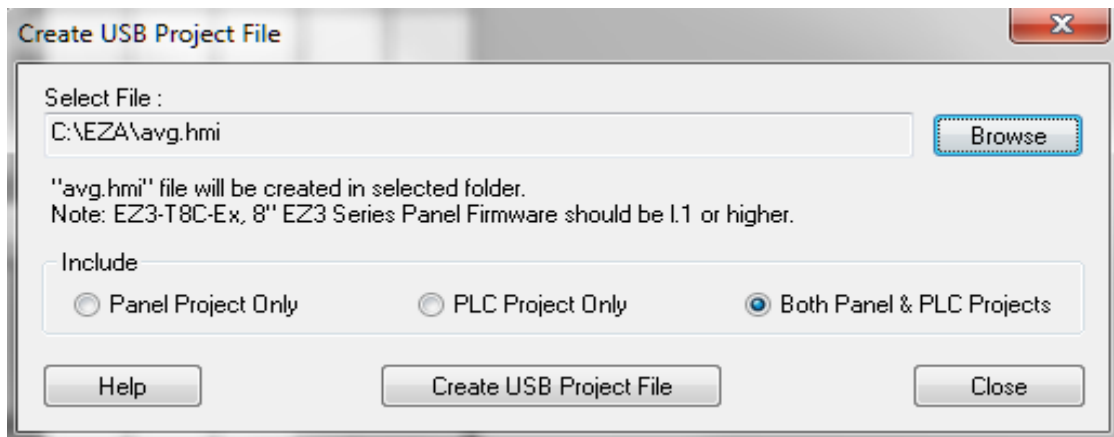 Create USB Project File
Select File :
C:\EZA\avg.hmi
Browse
"avg.hmi" file will be created in selected folder.
Note: EZ3-T8C-Ex, 8" EZ3 Series Panel Firmware should be I.1 or higher.
Include
Panel Project Only
PLC Project Only
Both Panel & PLC Projects
Help
Create USB Project File
Close